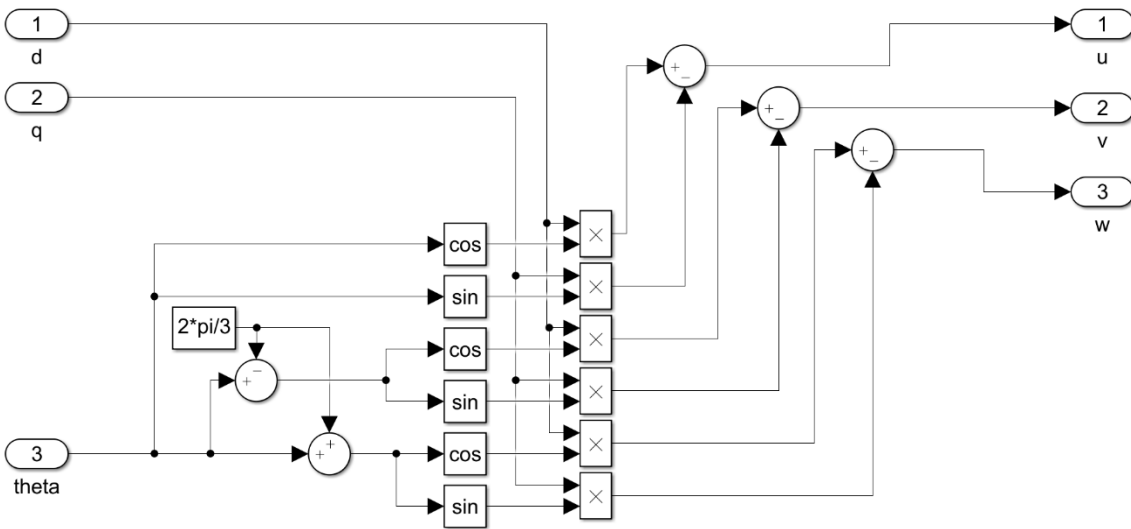 1
d
2
q
+
−
1
u
+
−
2
v
+
−
3
w
cos
×
sin
×
2*pi/3
cos
×
+
−
sin
×
3
theta
+
+
cos
×
sin
×